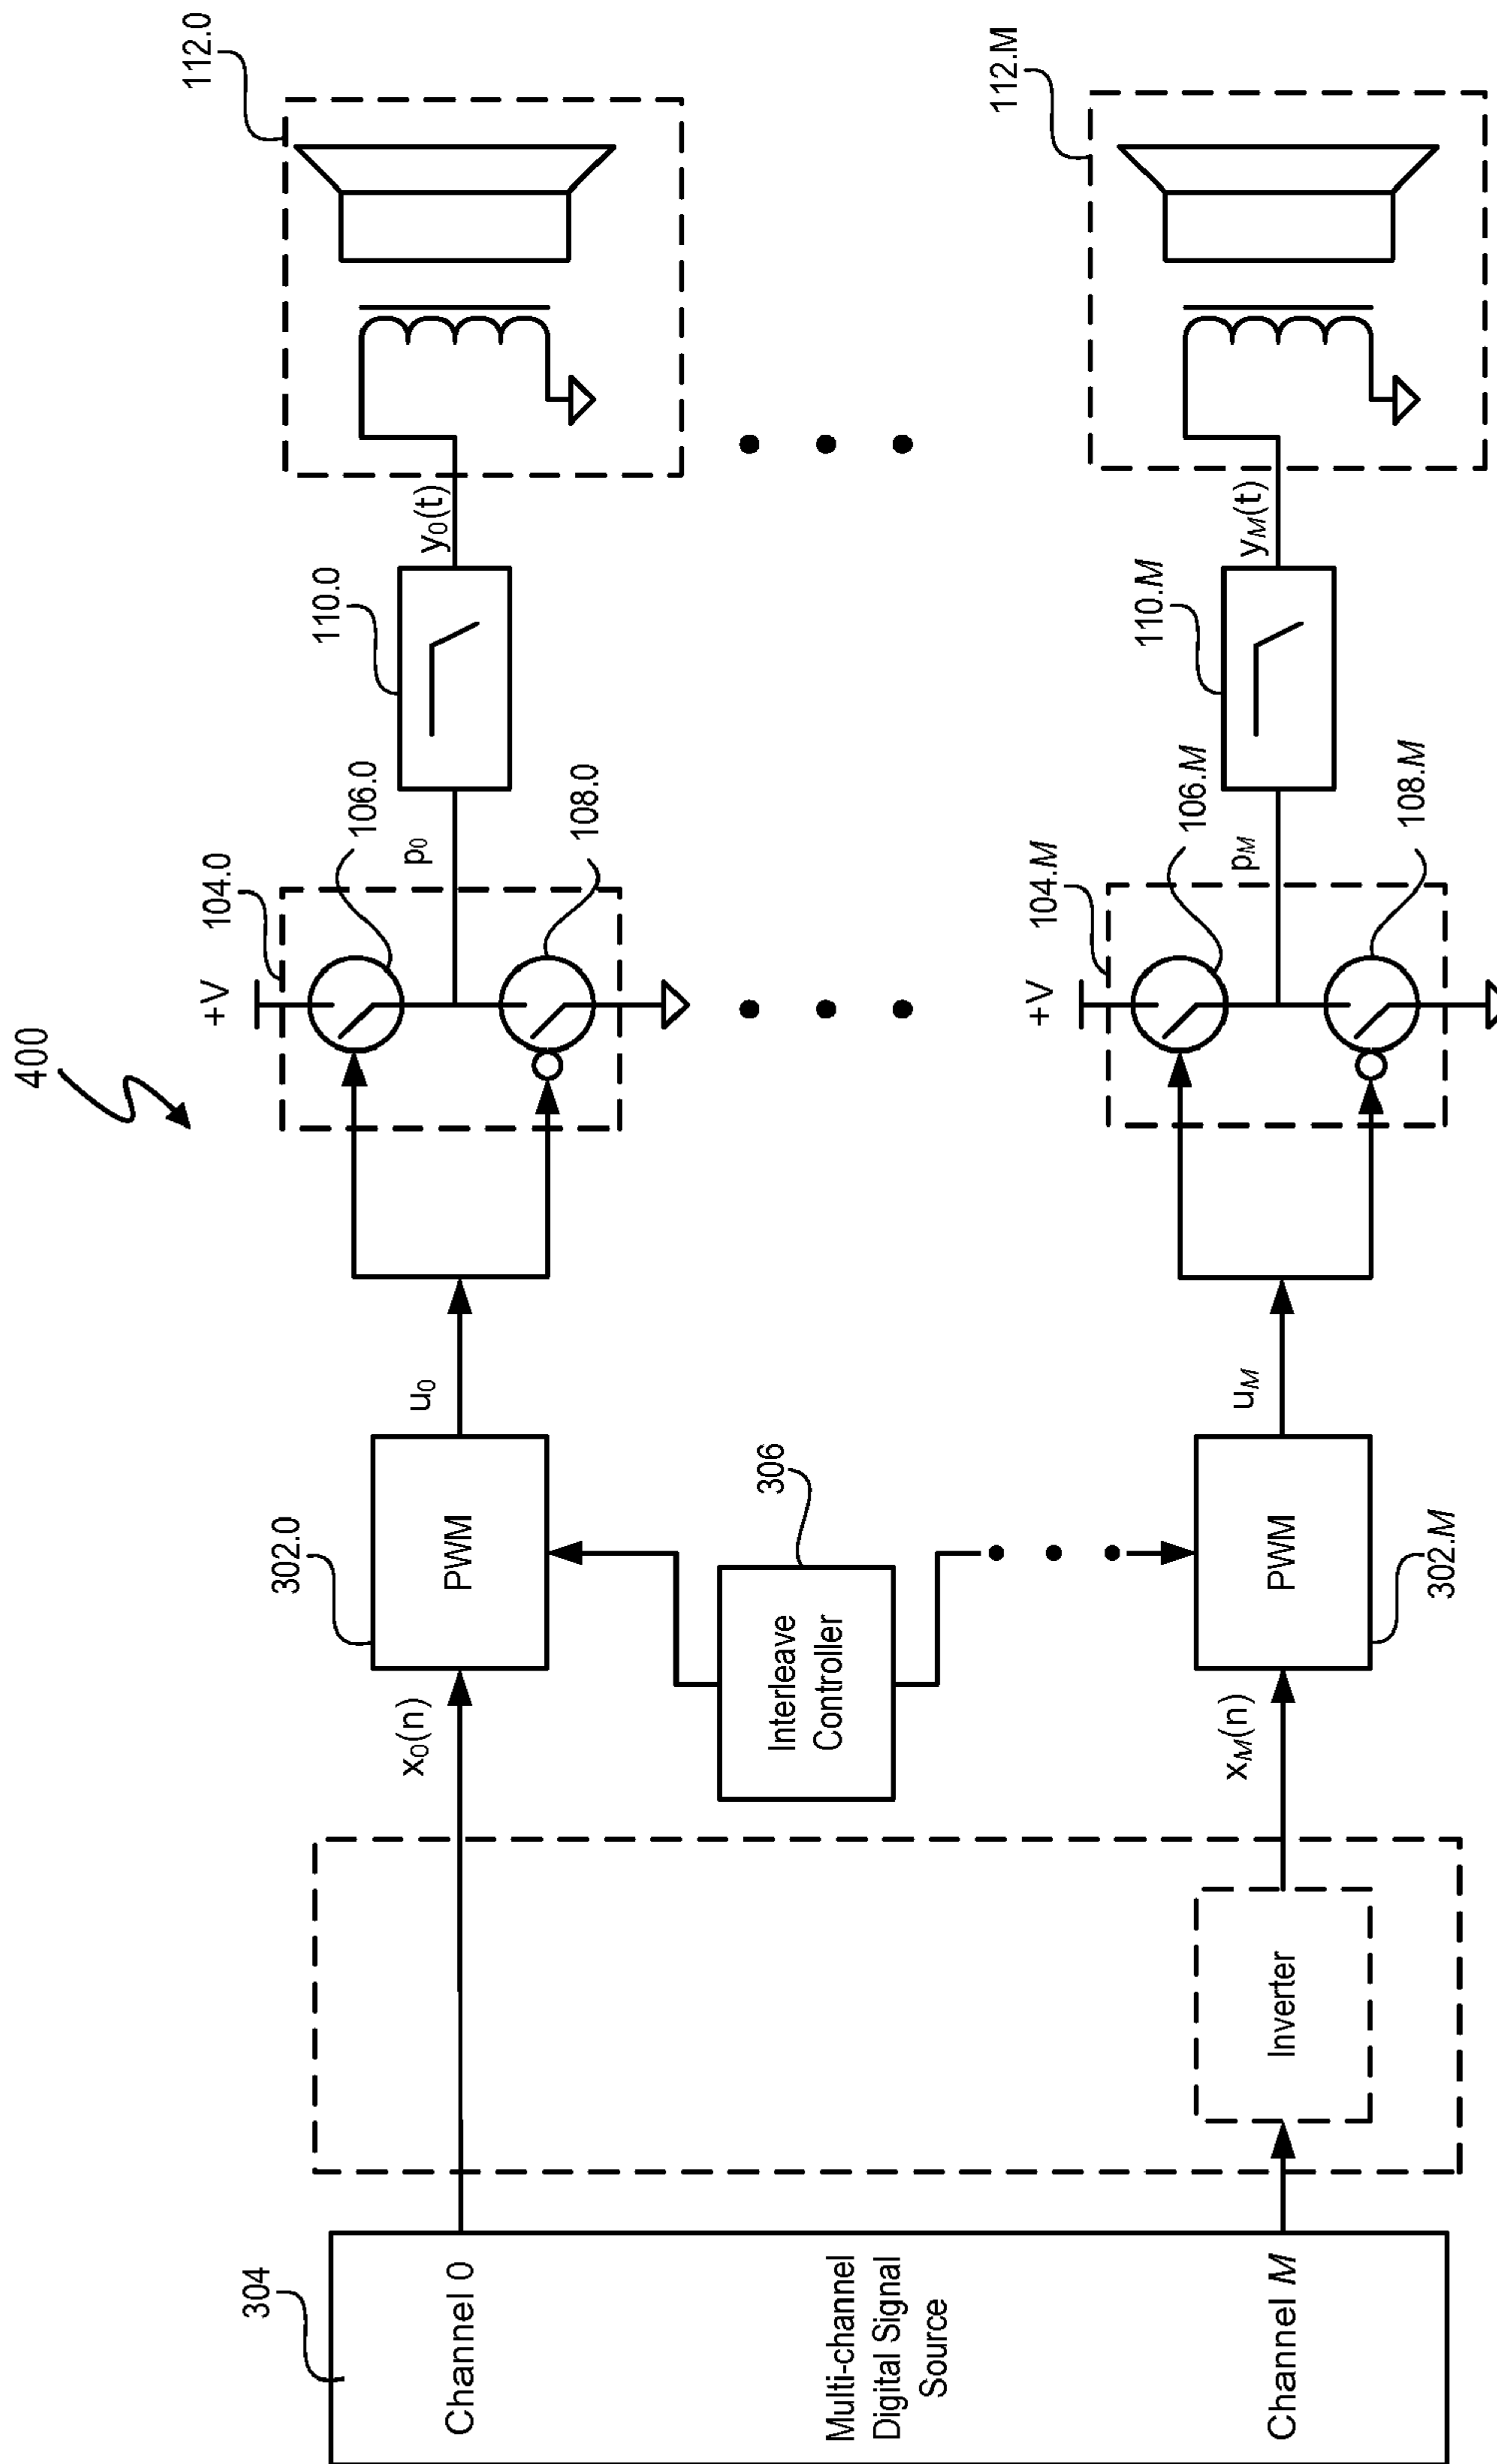 400
304
Channel 0
Multi-channel
Digital Signal
Source
Channel M
Inverter
x0(n)
302.0
PWM
u0
+V
104.0
106.0
108.0
p0
110.0
y0(t)
112.0
306
Interleave
Controller
xM(n)
302.M
PWM
uM
+V
104.M
106.M
108.M
pM
110.M
yM(t)
112.M